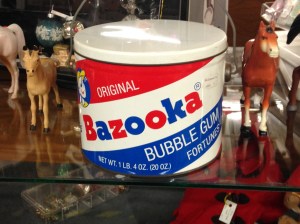 ORIGINAL
Bazooka®
BUBBLE GUM
FORTUNES
NET WT. 1 LB. 4 OZ. (20 OZ.)